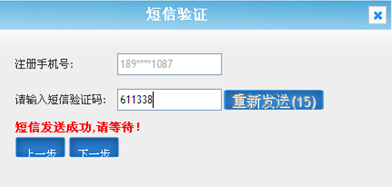 短信验证
注册手机号: 189****1087
请输入短信验证码: 611338 重新发送(15)
短信发送成功,请等待!
上一步 下一步